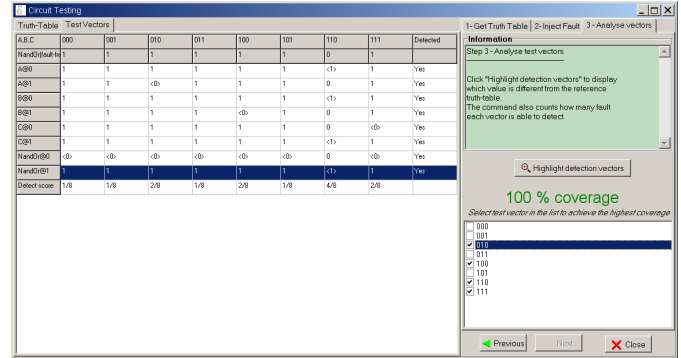 Circuit Testing
Truth-Table Test Vectors
A,B,C 000 001 010 011 100 101 110 111 Detected
NandOr(fault-fr 1 1 1 1 1 1 0 1
A@0 1 1 1 1 1 1 <1> 1 Yes
A@1 1 1 <0> 1 1 1 0 1 Yes
B@0 1 1 1 1 1 1 <1> 1 Yes
B@1 1 1 1 1 <0> 1 0 1 Yes
C@0 1 1 1 1 1 1 0 <0> Yes
C@1 1 1 1 1 1 1 <1> 1 Yes
NandOr@0 <0> <0> <0> <0> <0> <0> 0 <0> Yes
NandOr@1 1 1 1 1 1 1 <1> 1 Yes
Detect score 1/8 1/8 2/8 1/8 2/8 1/8 4/8 2/8
1- Get Truth Table 2- Inject Fault 3 - Analyse vectors
Information
Step 3 - Analyse test vectors
Click "Highlight detection vectors" to display
which value is different from the reference
truth-table.
The command also counts how many fault
each vector is able to detect.
Highlight detection vectors
100 % coverage
Select test vector in the list to achieve the highest coverage
000
001
010
011
100
101
110
111
Previous Next Close